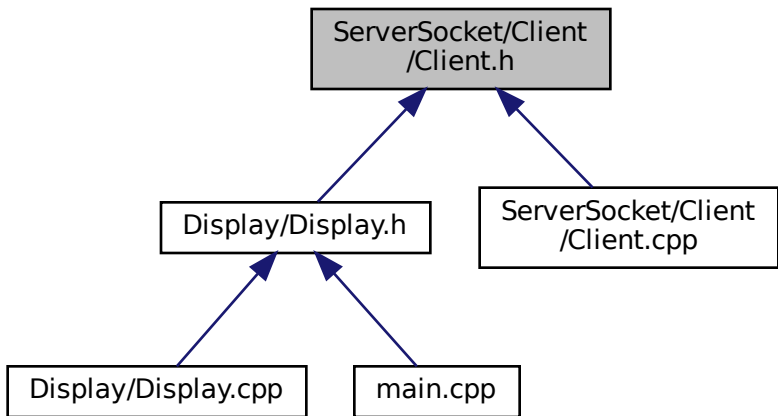 ServerSocket/Client
/Client.h
Display/Display.h
ServerSocket/Client
/Client.cpp
Display/Display.cpp
main.cpp